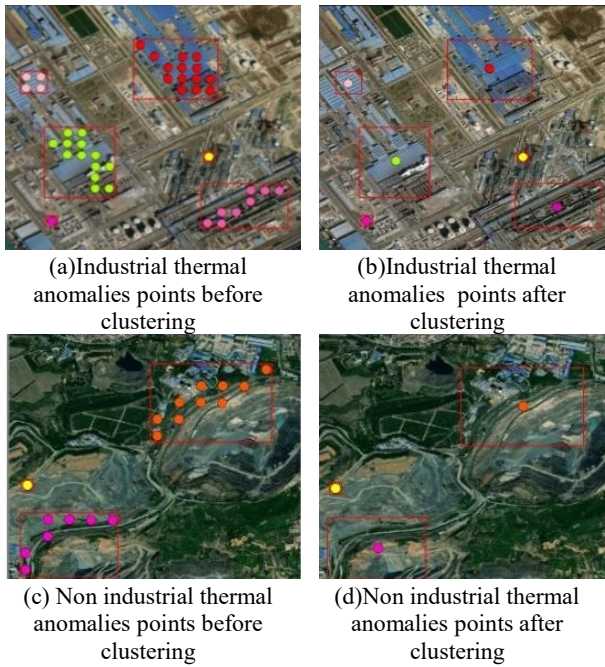 (a)Industrial thermal
anomalies points before
clustering
(b)Industrial thermal
anomalies points after
clustering
(c) Non industrial thermal
anomalies points before
clustering
(d)Non industrial thermal
anomalies points after
clustering